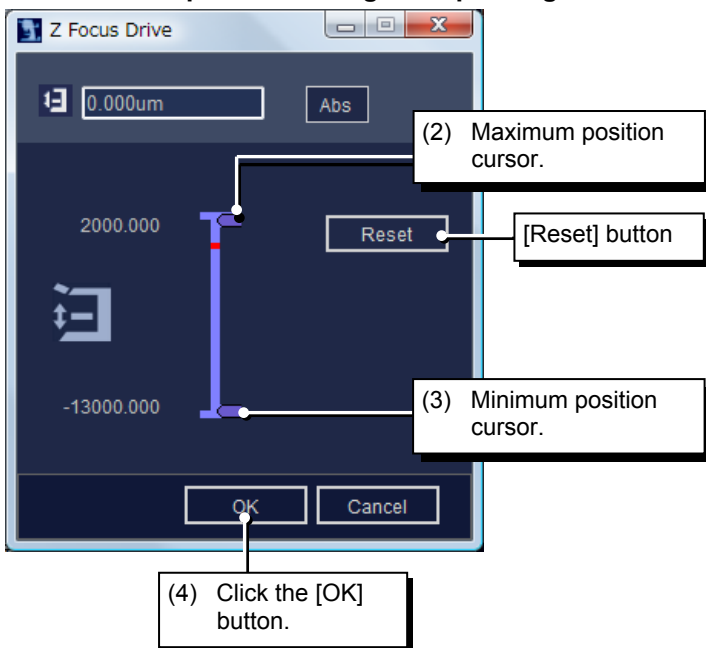 Z Focus Drive
0.000um
Abs
(2) Maximum position
cursor.
2000.000
Reset
[Reset] button
-13000.000
(3) Minimum position
cursor.
OK
Cancel
(4) Click the [OK]
button.